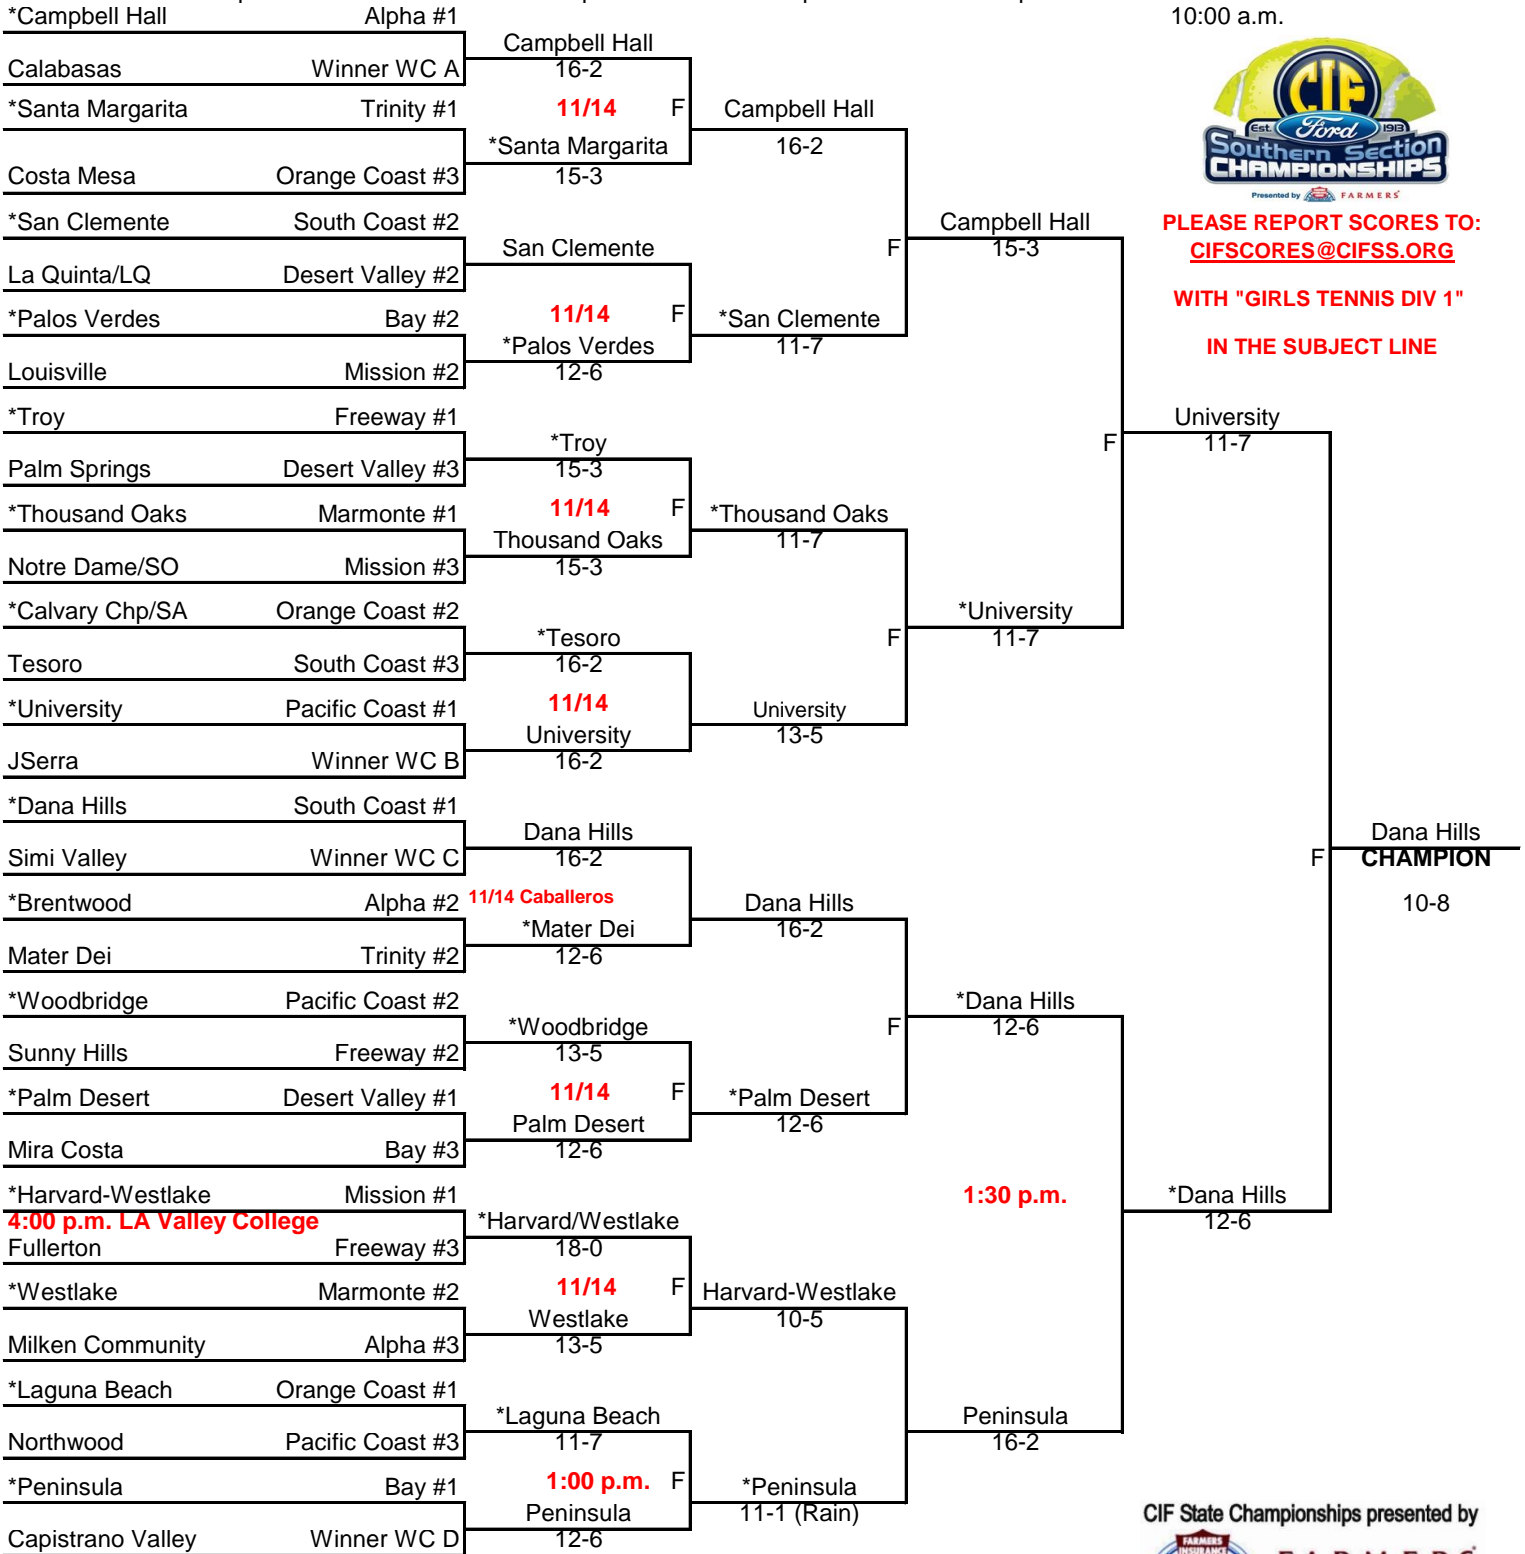 *Campbell Hall Alpha #1
Calabasas Winner WC A
*Santa Margarita Trinity #1
Costa Mesa Orange Coast #3
*San Clemente South Coast #2
La Quinta/LQ Desert Valley #2
*Palos Verdes Bay #2
Louisville Mission #2
*Troy Freeway #1
Palm Springs Desert Valley #3
*Thousand Oaks Marmonte #1
Notre Dame/SO Mission #3
*Calvary Chp/SA Orange Coast #2
Tesoro South Coast #3
*University Pacific Coast #1
JSerra Winner WC B
*Dana Hills South Coast #1
Simi Valley Winner WC C
*Brentwood Alpha #2
Mater Dei Trinity #2
*Woodbridge Pacific Coast #2
Sunny Hills Freeway #2
*Palm Desert Desert Valley #1
Mira Costa Bay #3
*Harvard-Westlake Mission #1
4:00 p.m. LA Valley College
Fullerton Freeway #3
*Westlake Marmonte #2
Milken Community Alpha #3
*Laguna Beach Orange Coast #1
Northwood Pacific Coast #3
*Peninsula Bay #1
Capistrano Valley Winner WC D
Campbell Hall
16-2
11/14 F
*Santa Margarita
15-3
San Clemente
11/14 F
*Palos Verdes
12-6
*Troy
15-3
11/14 F
Thousand Oaks
15-3
*Tesoro
16-2
11/14
University
16-2
Dana Hills
16-2
11/14 Caballeros
*Mater Dei
12-6
*Woodbridge
13-5
11/14 F
Palm Desert
12-6
*Harvard/Westlake
18-0
11/14 F
Westlake
13-5
*Laguna Beach
11-7
1:00 p.m. F
Peninsula
12-6
Campbell Hall
16-2
F
*San Clemente
11-7
*Thousand Oaks
11-7
F
University
13-5
Dana Hills
16-2
F
*Palm Desert
12-6
Harvard-Westlake
10-5
*Peninsula
11-1 (Rain)
Campbell Hall
15-3
F
*University
11-7
*Dana Hills
12-6
1:30 p.m.
Peninsula
16-2
University
11-7
F
*Dana Hills
12-6
Dana Hills
CHAMPION
10-8
10:00 a.m.
CIF
Est. Ford 1913
Southern Section
CHAMPIONSHIPS
Presented by FARMERS
PLEASE REPORT SCORES TO:
CIFSCORES@CIFSS.ORG
WITH "GIRLS TENNIS DIV 1"
IN THE SUBJECT LINE
CIF State Championships presented by
FARMERS
INSURANCE
FARMERS